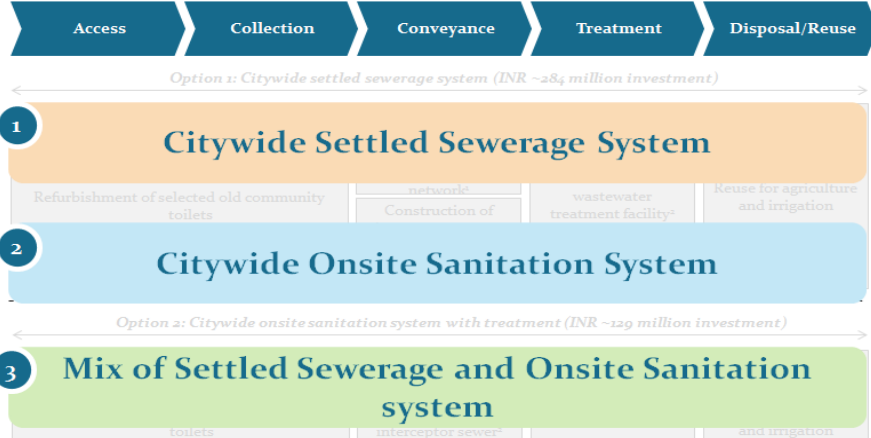 Access Collection Conveyance Treatment Disposal/Reuse
Option 1: Citywide settled sewerage system (INR ~284 million investment)
1
Citywide Settled Sewerage System
Refurbishment of selected old community
toilets
network¹
Construction of
wastewater
treatment facility²
Reuse for agriculture
and irrigation
2
Citywide Onsite Sanitation System
Option 2: Citywide onsite sanitation system with treatment (INR ~129 million investment)
3
Mix of Settled Sewerage and Onsite Sanitation
system
toilets
interceptor sewer²
and irrigation